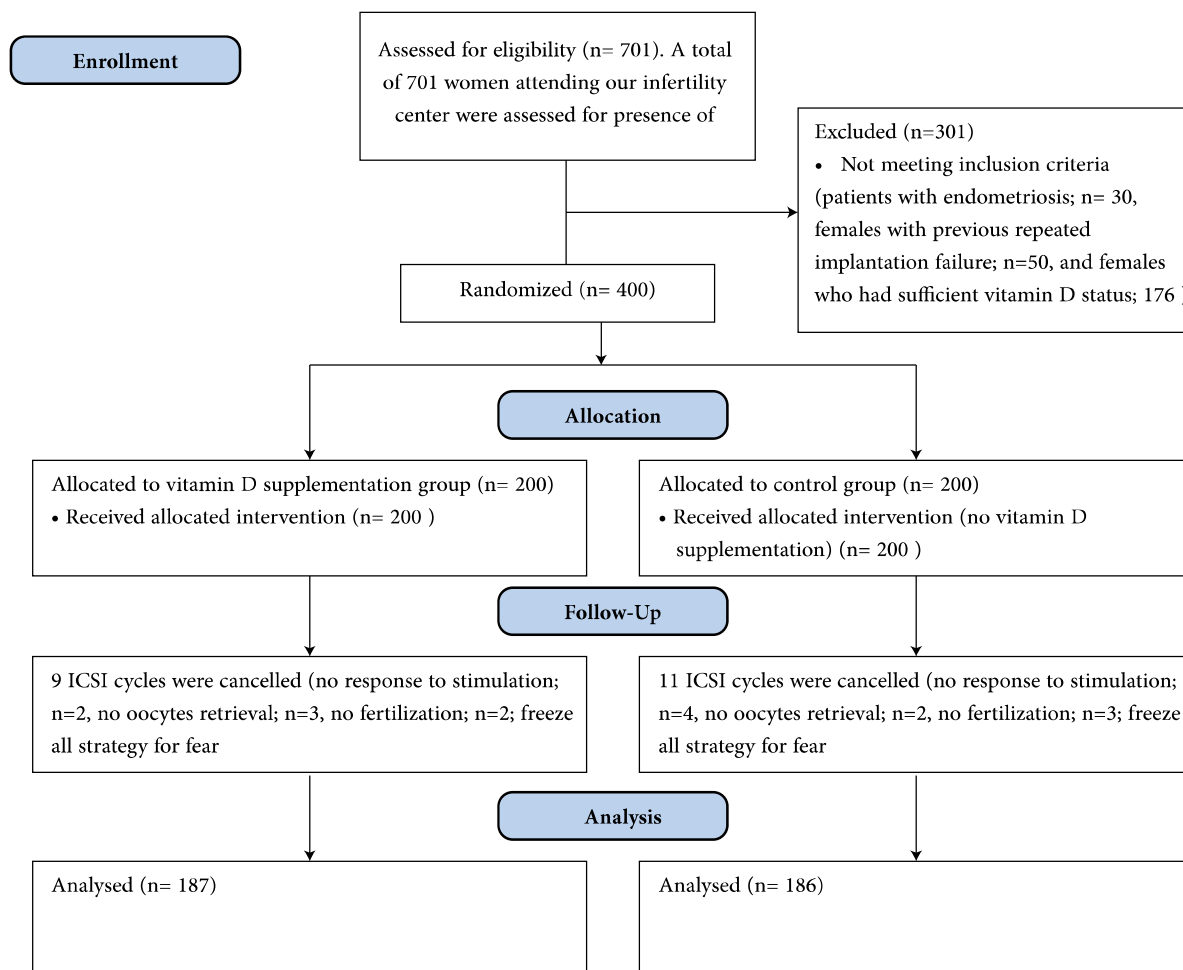 Enrollment
Assessed for eligibility (n= 701). A total
of 701 women attending our infertility
center were assessed for presence of
Excluded (n=301)
• Not meeting inclusion criteria
(patients with endometriosis; n= 30,
females with previous repeated
implantation failure; n=50, and females
who had sufficient vitamin D status; 176 )
Randomized (n= 400)
Allocation
Allocated to vitamin D supplementation group (n= 200)
• Received allocated intervention (n= 200 )
Allocated to control group (n= 200)
• Received allocated intervention (no vitamin D
supplementation) (n= 200 )
Follow-Up
9 ICSI cycles were cancelled (no response to stimulation;
n=2, no oocytes retrieval; n=3, no fertilization; n=2; freeze
all strategy for fear
11 ICSI cycles were cancelled (no response to stimulation;
n=4, no oocytes retrieval; n=2, no fertilization; n=3; freeze
all strategy for fear
Analysis
Analysed (n= 187)
Analysed (n= 186)